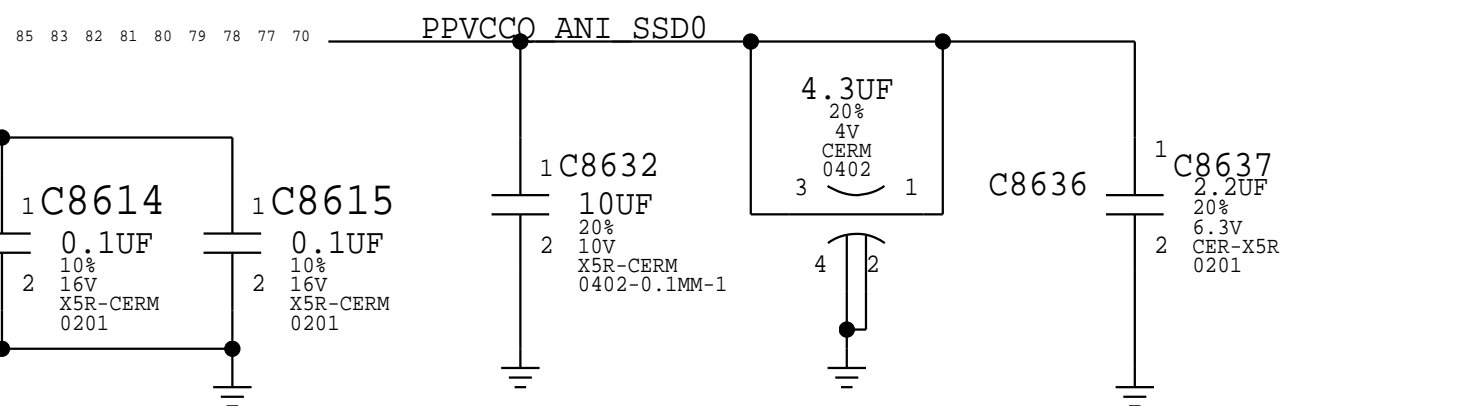 85 83 82 81 80 79 78 77 70
PPVCCQ_ANI_SSD0
1 C8614
0.1UF
10%
16V
2
X5R-CERM
0201
1 C8615
0.1UF
10%
16V
2
X5R-CERM
0201
1 C8632
10UF
20%
10V
2
X5R-CERM
0402-0.1MM-1
4.3UF
20%
4V
CERM
0402
3 1
4 2
C8636
1
C8637
2.2UF
20%
6.3V
2
CER-X5R
0201